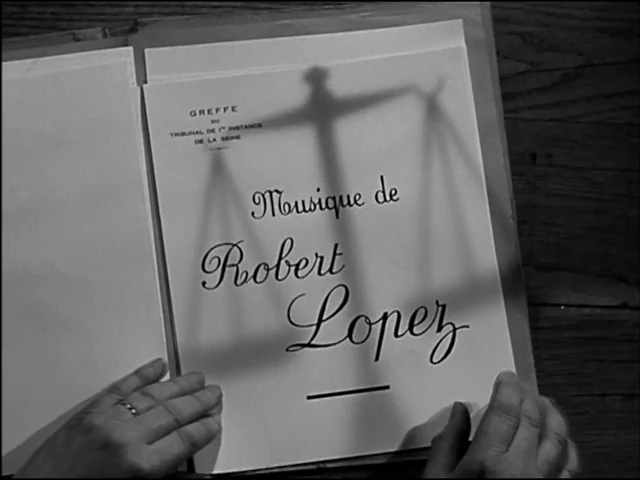 GREFFE
DU
TRIBUNAL DE 1re INSTANCE
DE LA SEINE
Musique de
Robert
Lopez